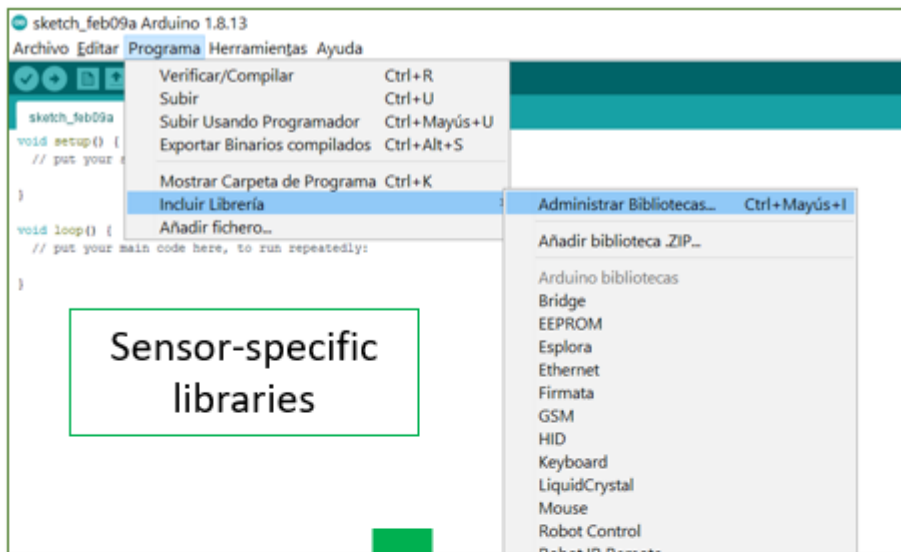 sketch_feb09a Arduino 1.8.13
Archivo Editar Programa Herramientas Ayuda
Verificar/Compilar Ctrl+R
Subir Ctrl+U
Subir Usando Programador Ctrl+Mayús+U
Exportar Binarios compilados Ctrl+Alt+S
Mostrar Carpeta de Programa Ctrl+K
Incluir Librería
Añadir fichero...
sketch_feb09a
void setup() {
// put your
}
void loop() {
// put your main code here, to run repeatedly:
}
Administrar Bibliotecas... Ctrl+Mayús+I
Añadir biblioteca .ZIP...
Arduino bibliotecas
Bridge
EEPROM
Esplora
Ethernet
Firmata
GSM
HID
Keyboard
LiquidCrystal
Mouse
Robot Control
Sensor-specific
libraries